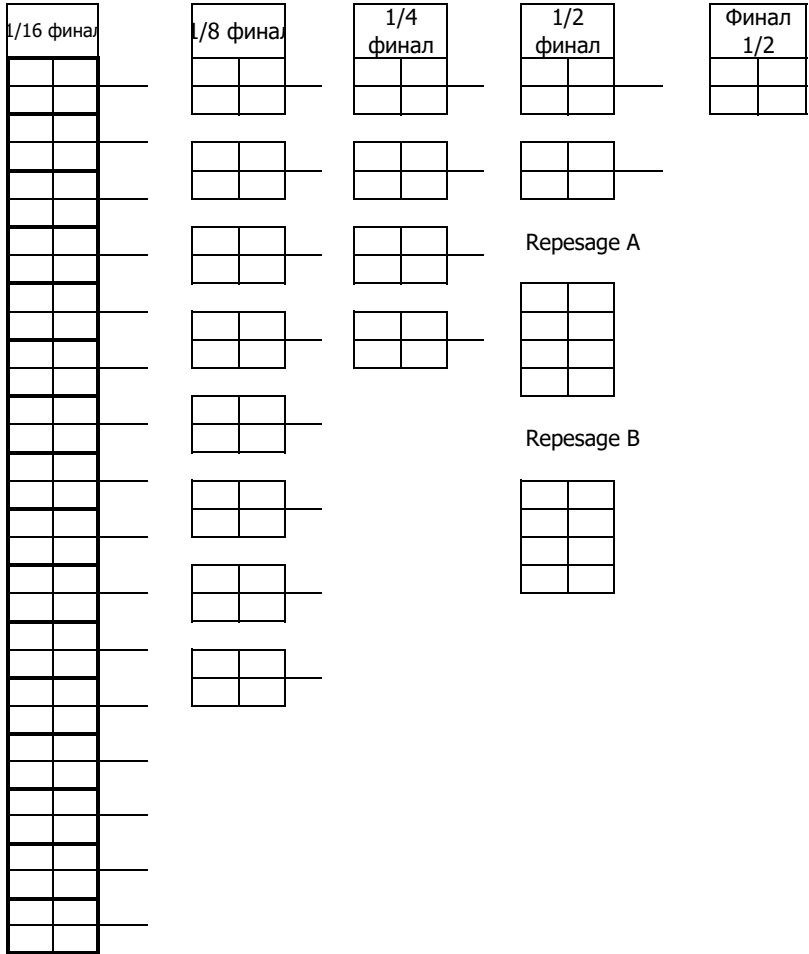 1/16 финал
1/8 финал
1/4
финал
1/2
финал
Финал
1/2
Repesage A
Repesage B